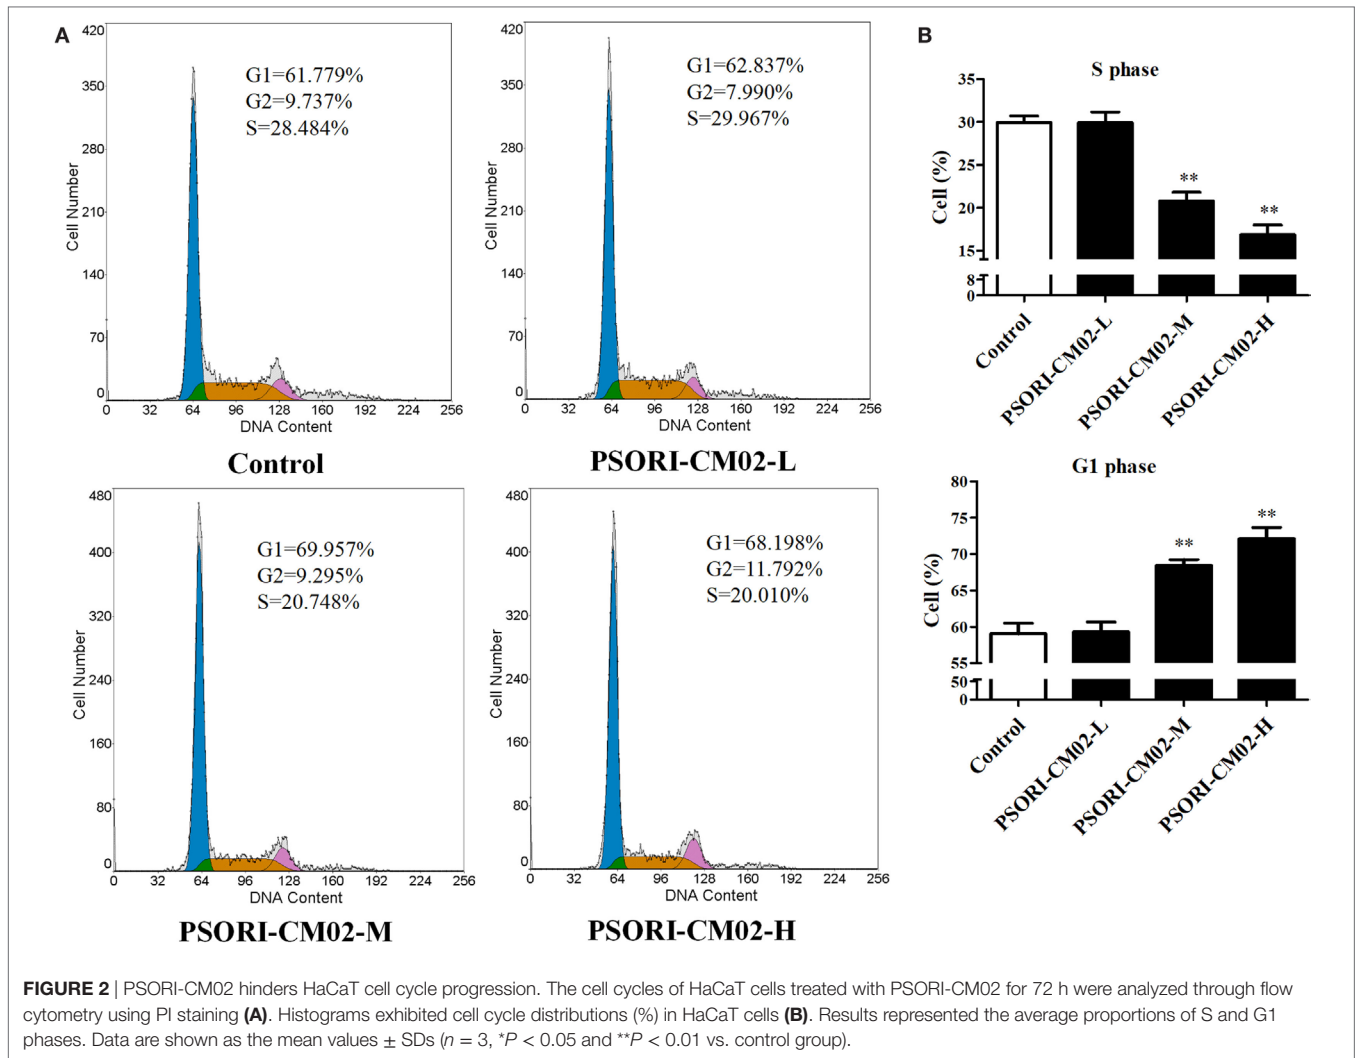 A
420
350
280
210
140
70
0
Cell Number
G1=61.779%
G2=9.737%
S=28.484%
0 32 64 96 128 160 192 224 256
DNA Content
Control
420
350
280
210
140
70
0
Cell Number
G1=62.837%
G2=7.990%
S=29.967%
0 32 64 96 128 160 192 224 256
DNA Content
PSORI-CM02-L
480
400
320
240
160
80
0
Cell Number
G1=69.957%
G2=9.295%
S=20.748%
0 32 64 96 128 160 192 224 256
DNA Content
PSORI-CM02-M
480
400
320
240
160
80
0
Cell Number
G1=68.198%
G2=11.792%
S=20.010%
0 32 64 96 128 160 192 224 256
DNA Content
PSORI-CM02-H
B
S phase
35
30
25
20
15
8
0
Cell (%)
**
**
Control
PSORI-CM02-L
PSORI-CM02-M
PSORI-CM02-H
G1 phase
80
75
70
65
60
55
50
0
Cell (%)
**
**
Control
PSORI-CM02-L
PSORI-CM02-M
PSORI-CM02-H
FIGURE 2 | PSORI-CM02 hinders HaCaT cell cycle progression. The cell cycles of HaCaT cells treated with PSORI-CM02 for 72 h were analyzed through flow
cytometry using PI staining (A). Histograms exhibited cell cycle distributions (%) in HaCaT cells (B). Results represented the average proportions of S and G1
phases. Data are shown as the mean values ± SDs (n = 3, *P < 0.05 and **P < 0.01 vs. control group).